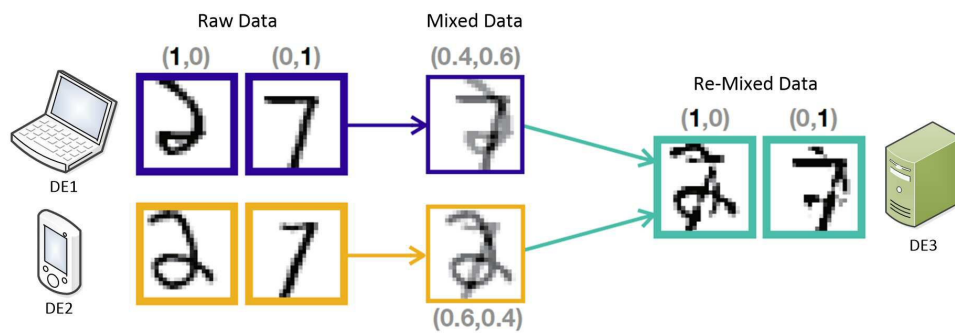 Raw Data
Mixed Data
(1,0)
(0,1)
(0.4,0.6)
Re-Mixed Data
(1,0)
(0,1)
DE1
DE3
DE2
(0.6,0.4)